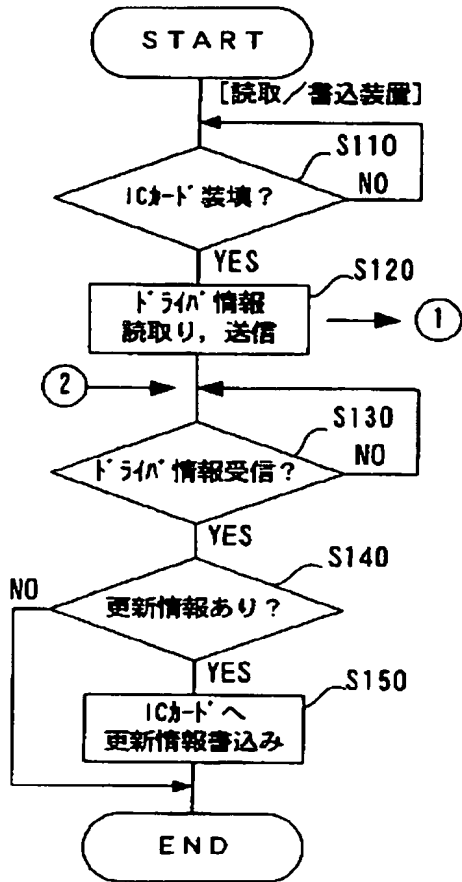 START
[読取/書込装置]
S110
ICカード装填?
NO
YES
S120
ドライバ情報
読取り,送信
1
2
S130
ドライバ情報受信?
NO
YES
S140
NO
更新情報あり?
YES
S150
ICカードへ
更新情報書込み
END